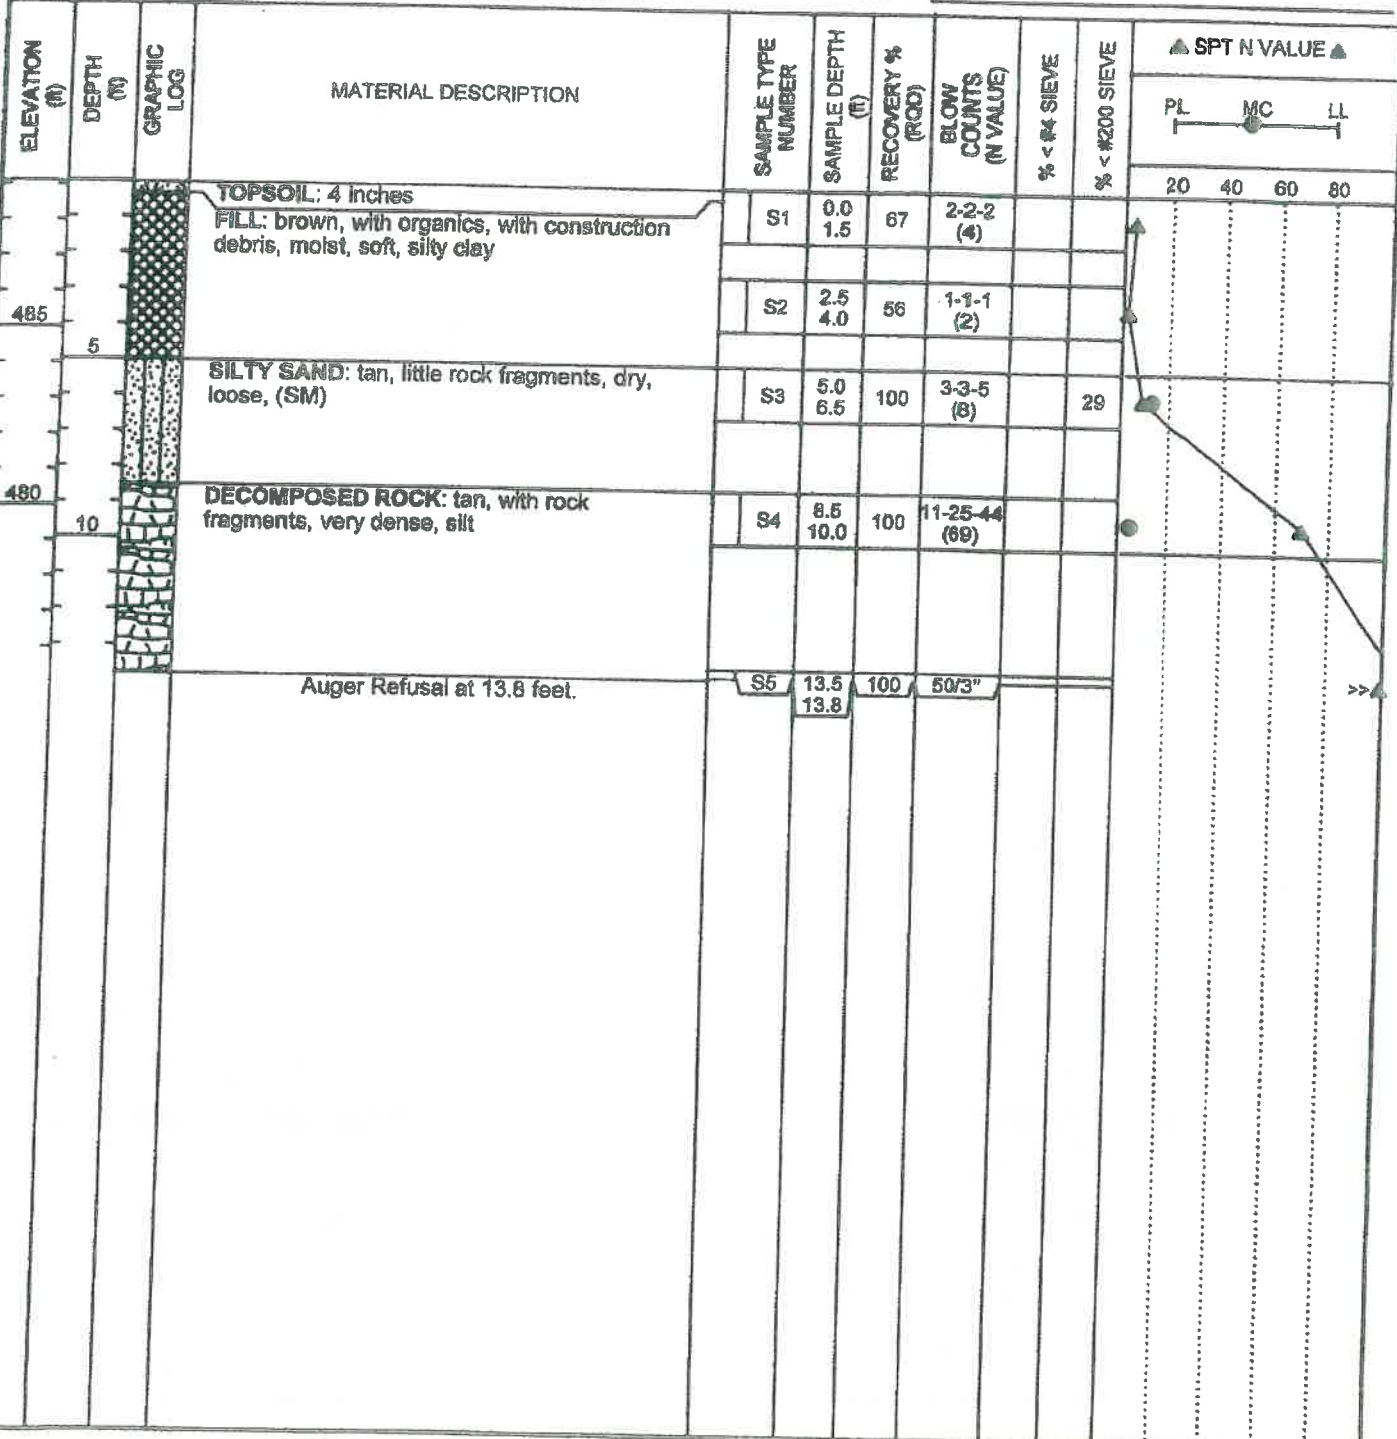 ELEVATION (ft)
DEPTH (ft)
GRAPHIC LOG
MATERIAL DESCRIPTION
SAMPLE TYPE NUMBER
SAMPLE DEPTH (ft)
RECOVERY % (RQD)
BLOW COUNTS (N VALUE)
% < #4 SIEVE
% < #200 SIEVE
▲ SPT N VALUE ▲
PL MC LL
20 40 60 80
TOPSOIL: 4 inches
FILL: brown, with organics, with construction
debris, moist, soft, silty clay
S1 0.0 1.5 67 2-2-2 (4)
S2 2.5 4.0 56 1-1-1 (2)
485
5
SILTY SAND: tan, little rock fragments, dry,
loose, (SM)
S3 5.0 6.5 100 3-3-5 (8) 29
480
DECOMPOSED ROCK: tan, with rock
fragments, very dense, silt
S4 8.5 10.0 100 11-25-44 (69)
10
Auger Refusal at 13.8 feet.
S5 13.5 13.8 100 50/3"
>>